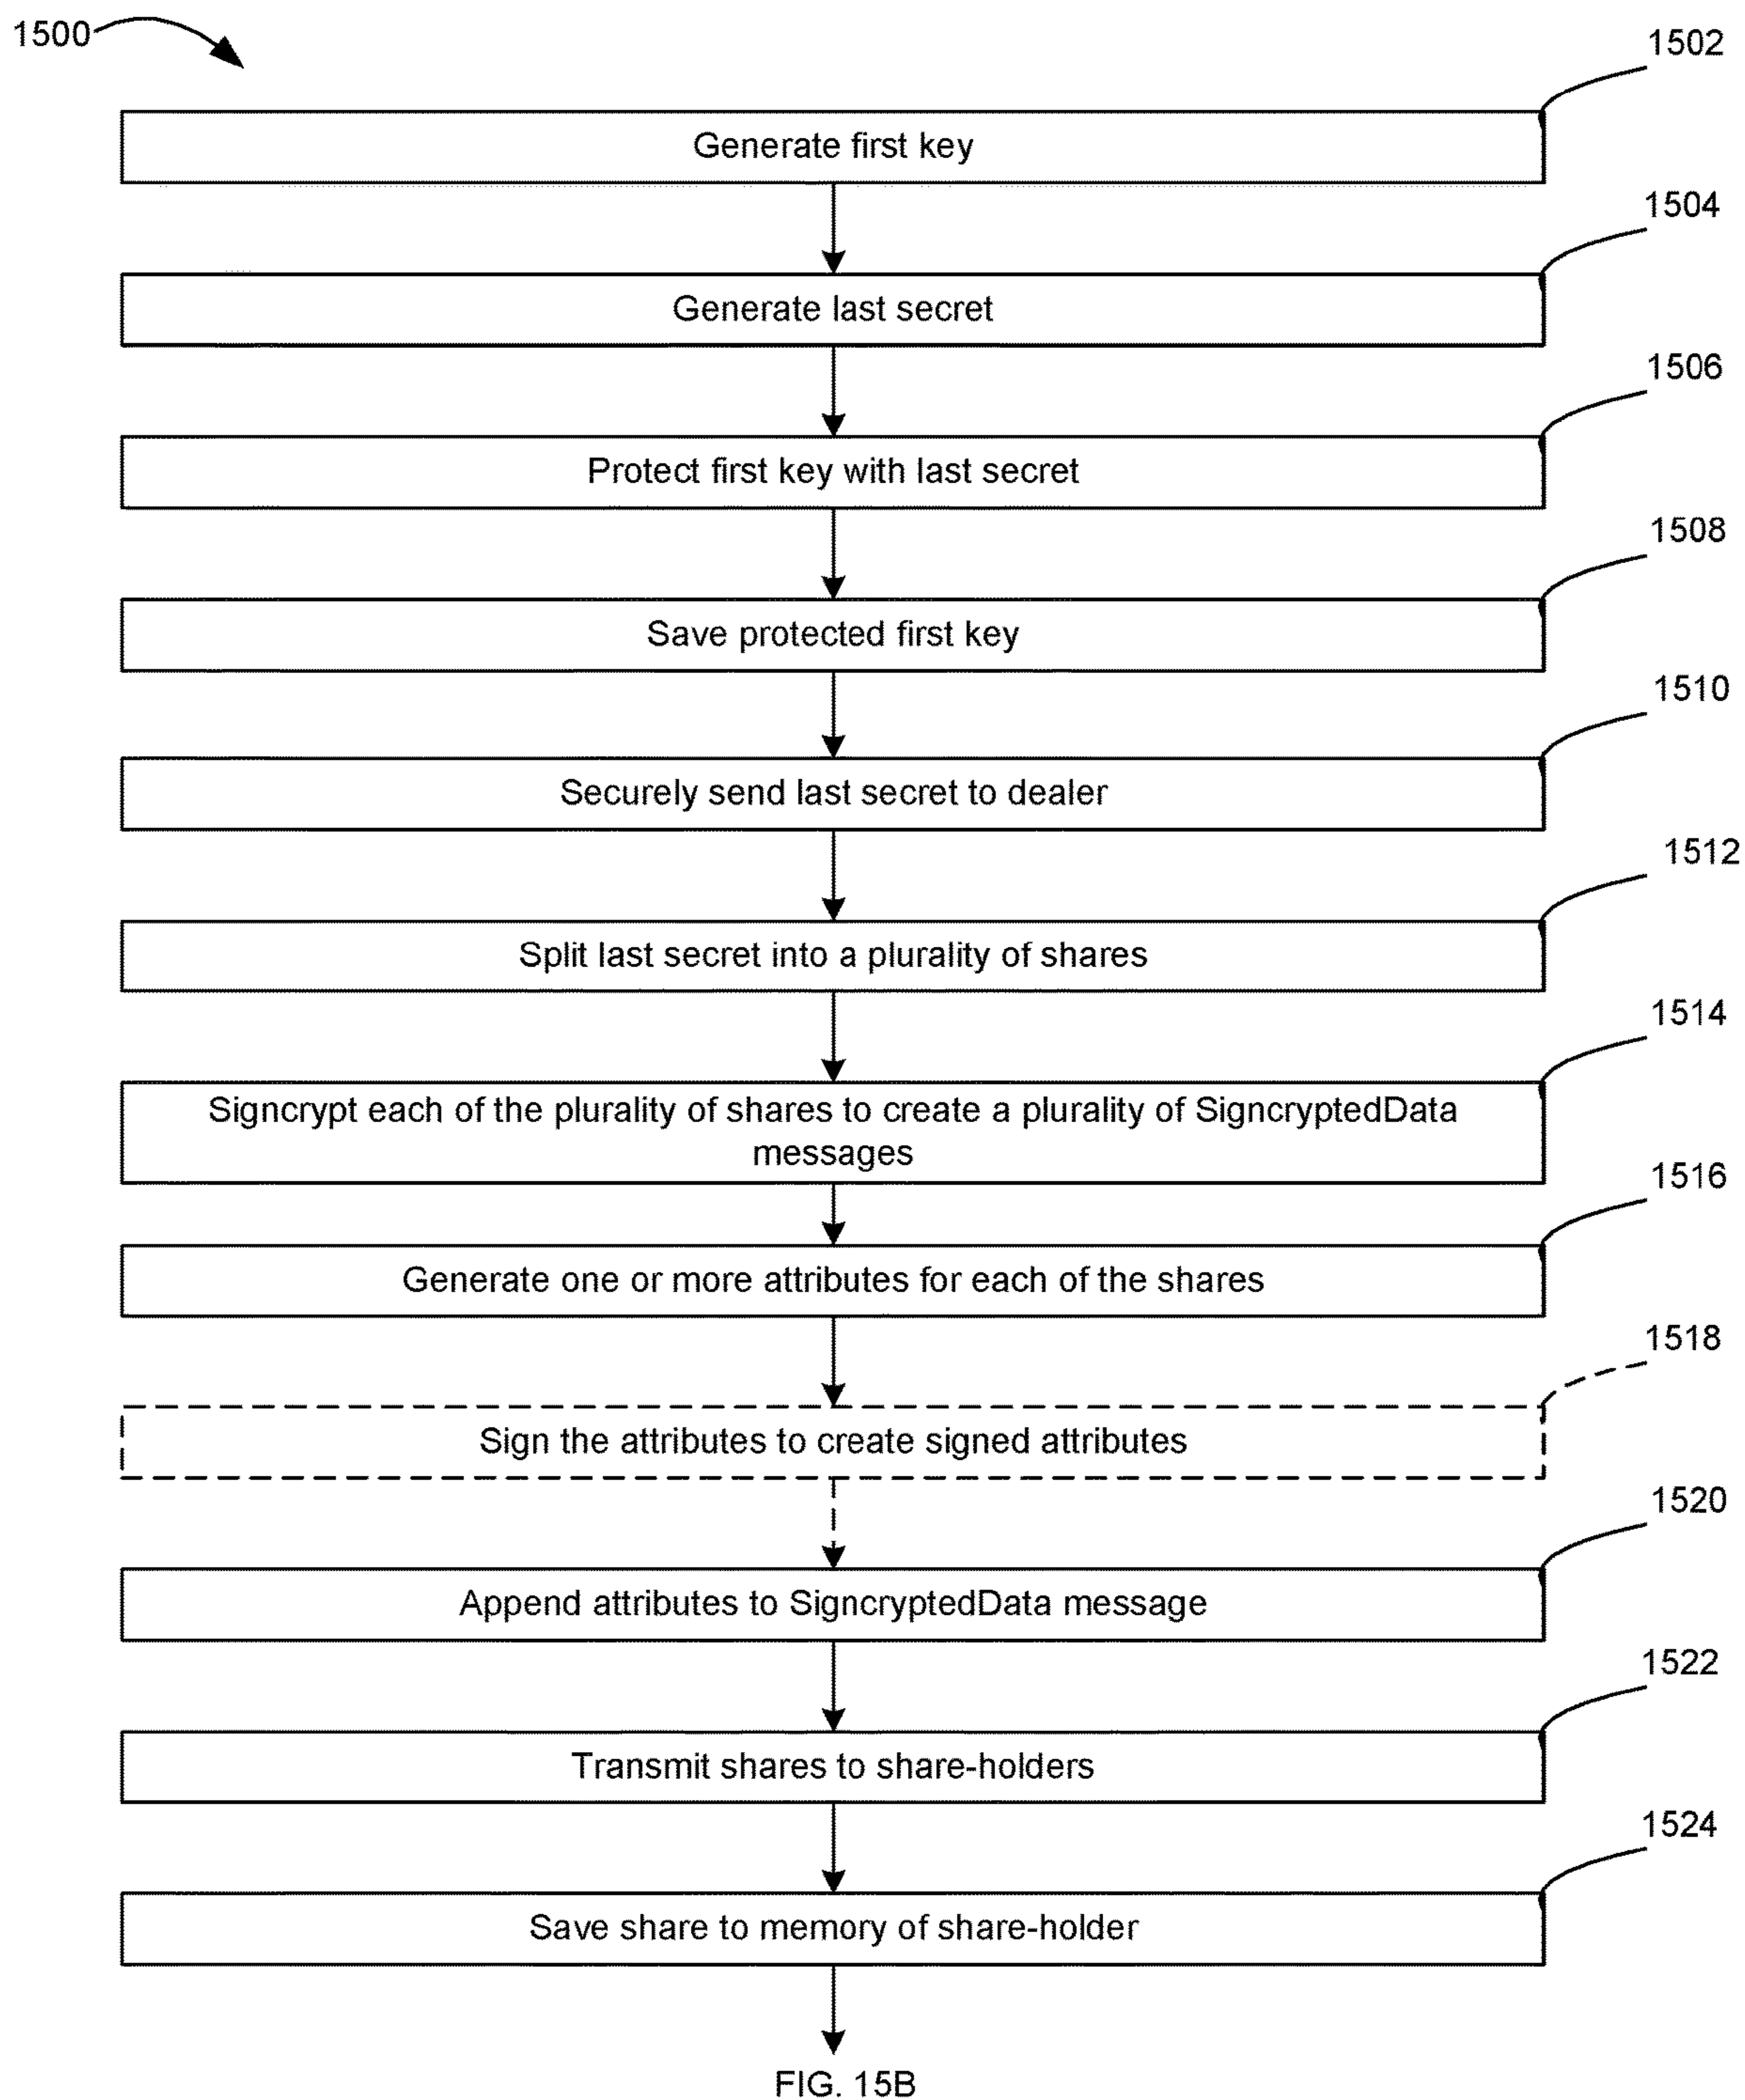 1500
1502
Generate first key
1504
Generate last secret
1506
Protect first key with last secret
1508
Save protected first key
1510
Securely send last secret to dealer
1512
Split last secret into a plurality of shares
1514
Signcrypt each of the plurality of shares to create a plurality of SigncryptedData
messages
1516
Generate one or more attributes for each of the shares
1518
Sign the attributes to create signed attributes
1520
Append attributes to SigncryptedData message
1522
Transmit shares to share-holders
1524
Save share to memory of share-holder
FIG. 15B